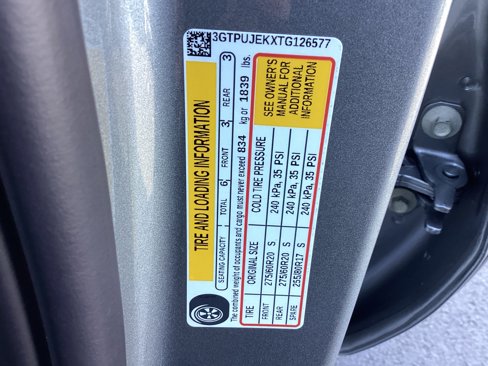 3GTPUJEKXTG126577
TIRE AND LOADING INFORMATION
SEATING CAPACITY: TOTAL 6 FRONT 3 REAR 3
The combined weight of occupants and cargo must never exceed 834 kg or 1839 lbs.
TIRE ORIGINAL SIZE COLD TIRE PRESSURE
FRONT 275/60R20 S 240 kPa, 35 PSI
REAR 275/60R20 S 240 kPa, 35 PSI
SPARE 255/80R17 S 240 kPa, 35 PSI
SEE OWNER'S
MANUAL FOR
ADDITIONAL
INFORMATION